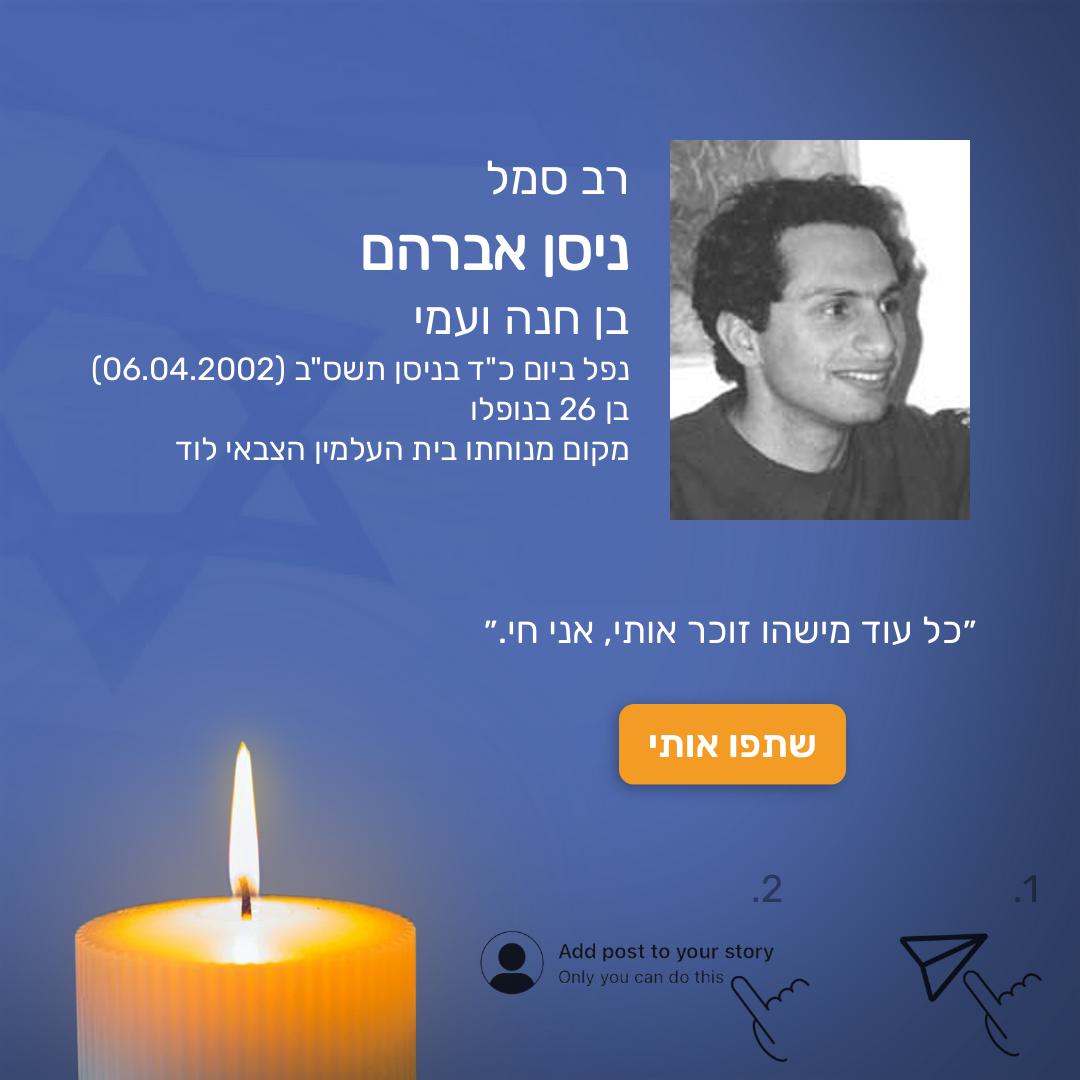 רב סמל
ניסן אברהם
בן חנה ועמי
נפל ביום כ"ד בניסן תשס"ב (06.04.2002)
בן 26 בנופלו
מקום מנוחתו בית העלמין הצבאי לוד
״כל עוד מישהו זוכר אותי, אני חי.״
שתפו אותי
.1
.2
Add post to your story
Only you can do this